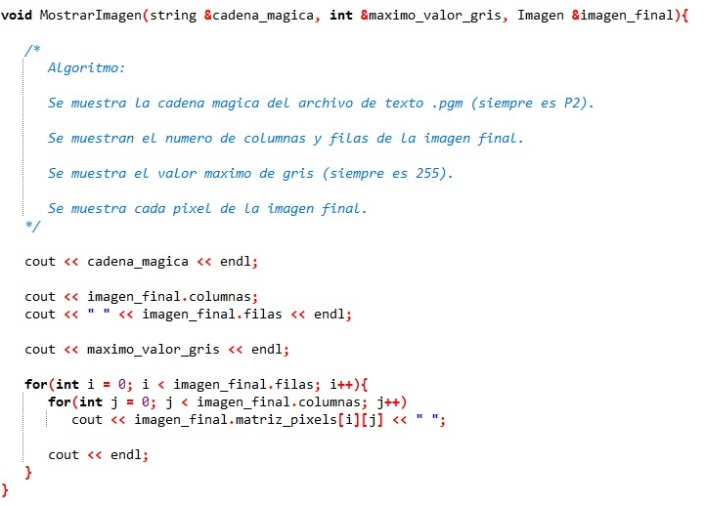 void MostrarImagen(string &cadena_magica, int &maximo_valor_gris, Imagen &imagen_final){
/*
Algoritmo:
Se muestra la cadena magica del archivo de texto .pgm (siempre es P2).
Se muestran el numero de columnas y filas de la imagen final.
Se muestra el valor maximo de gris (siempre es 255).
Se muestra cada pixel de la imagen final.
*/
cout << cadena_magica << endl;
cout << imagen_final.columnas;
cout << " " << imagen_final.filas << endl;
cout << maximo_valor_gris << endl;
for(int i = 0; i < imagen_final.filas; i++){
for(int j = 0; j < imagen_final.columnas; j++)
cout << imagen_final.matriz_pixels[i][j] << " ";
cout << endl;
}
}